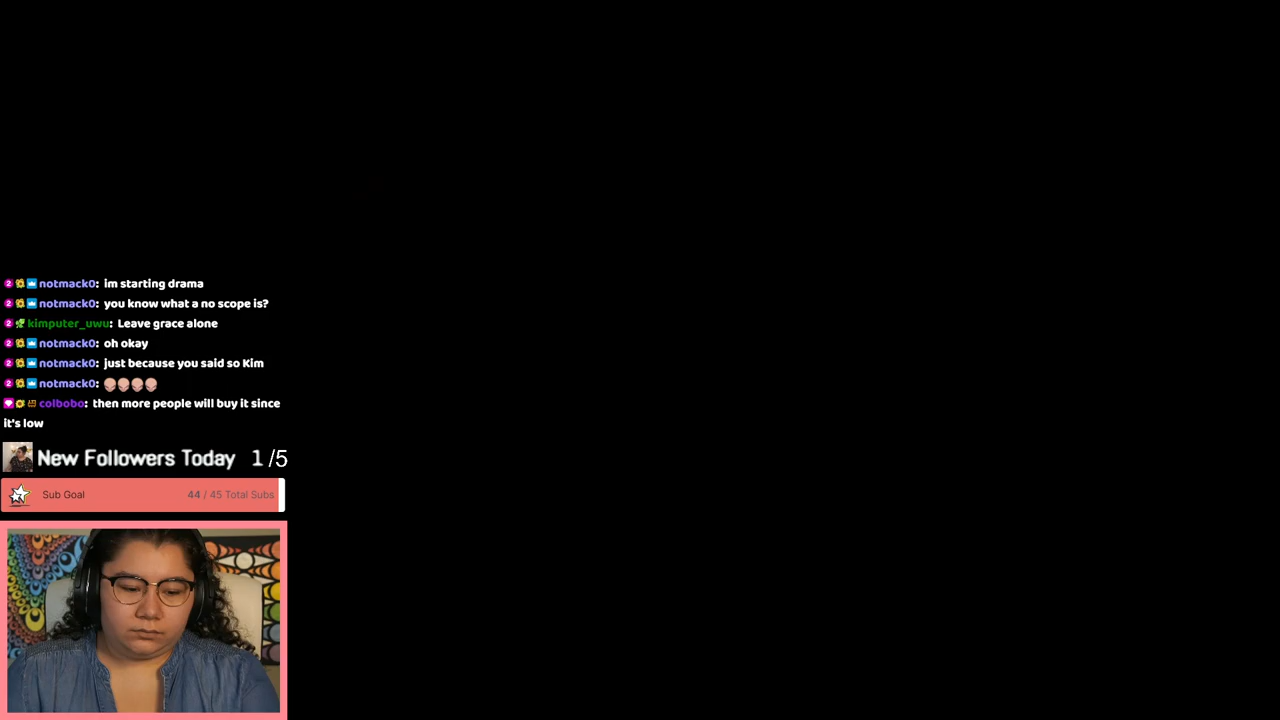 notmack0: im starting drama
notmack0: you know what a no scope is?
kimputer_uwu: Leave grace alone
notmack0: oh okay
notmack0: just because you said so Kim
notmack0:
colbobo: then more people will buy it since
it's low
New Followers Today 1 /5
Sub Goal 44 / 45 Total Subs